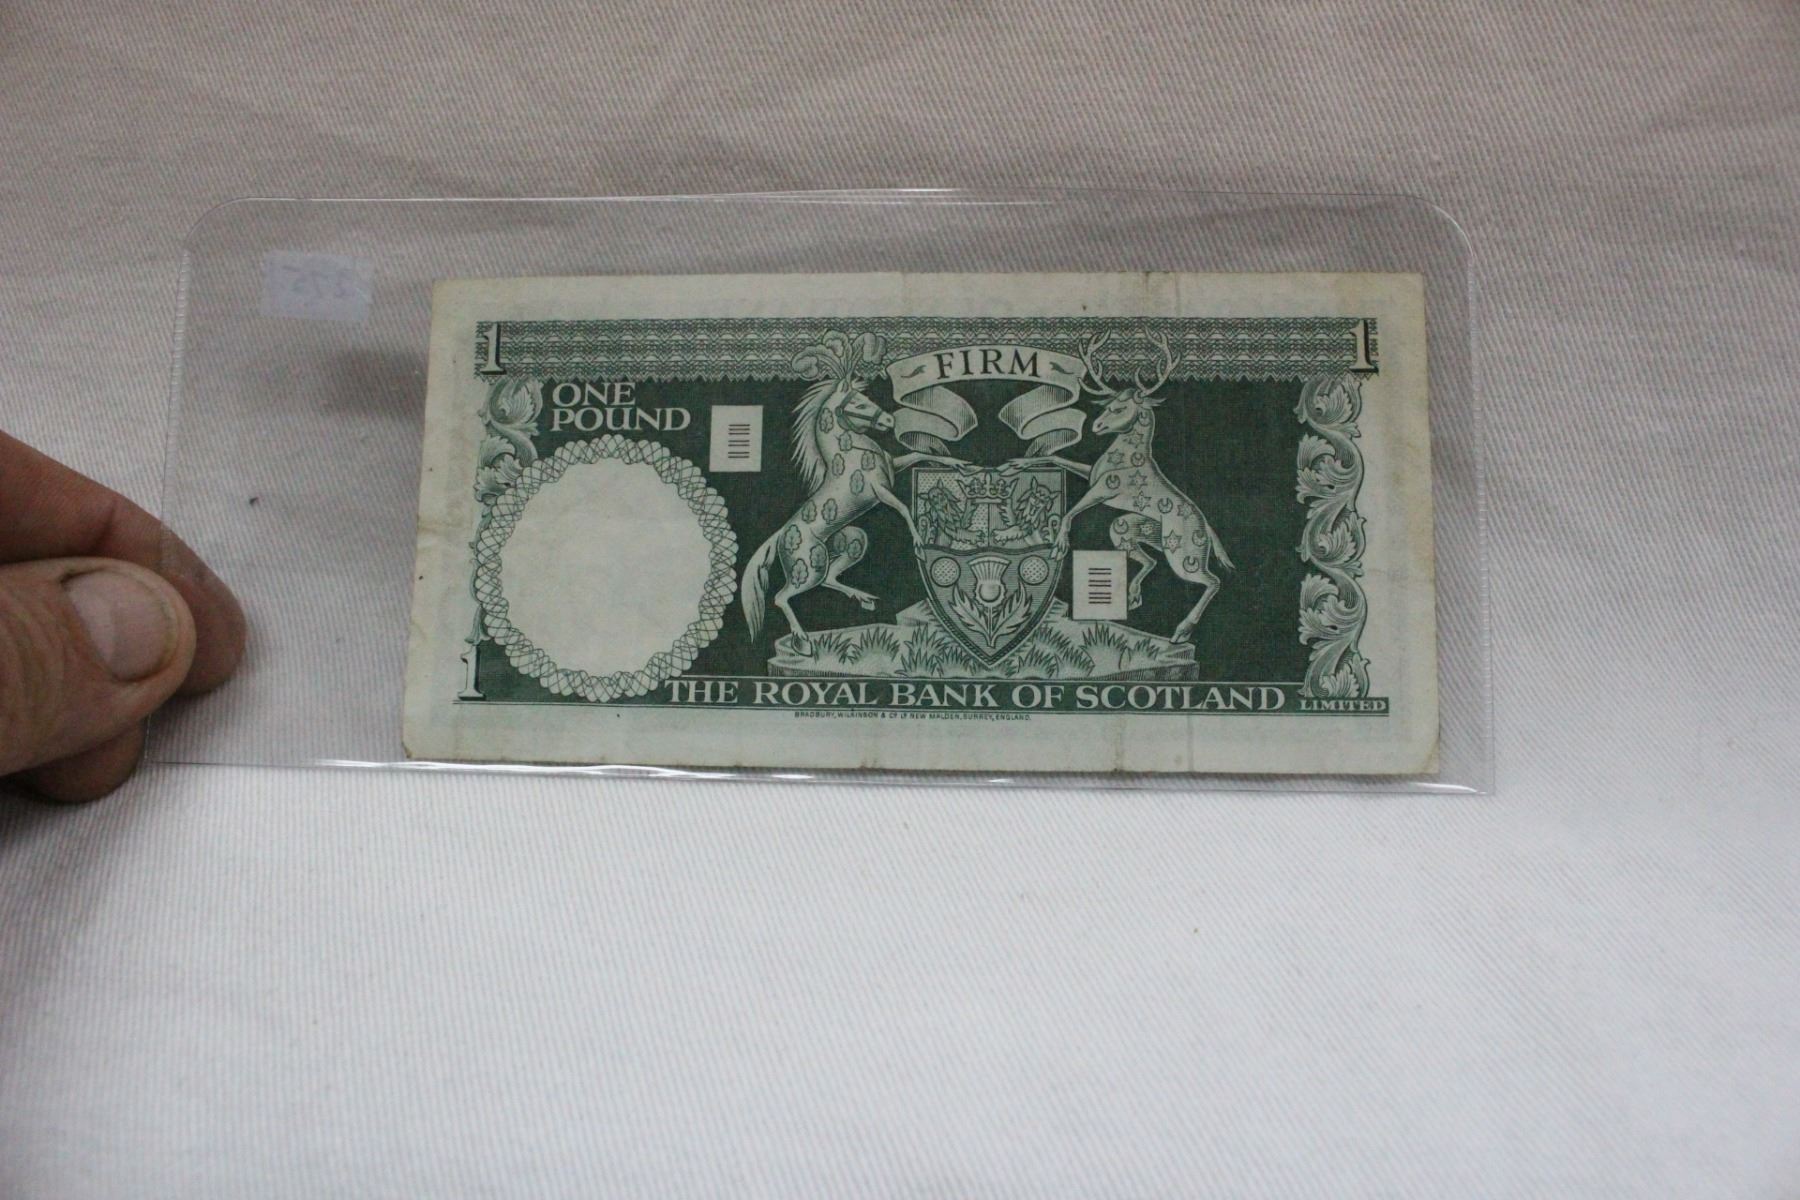 1
1
FIRM
ONE
POUND
1
THE ROYAL BANK OF SCOTLAND
LIMITED
BRADBURY, WILKINSON & Cº Lᵈ NEW MALDEN, SURREY, ENGLAND.